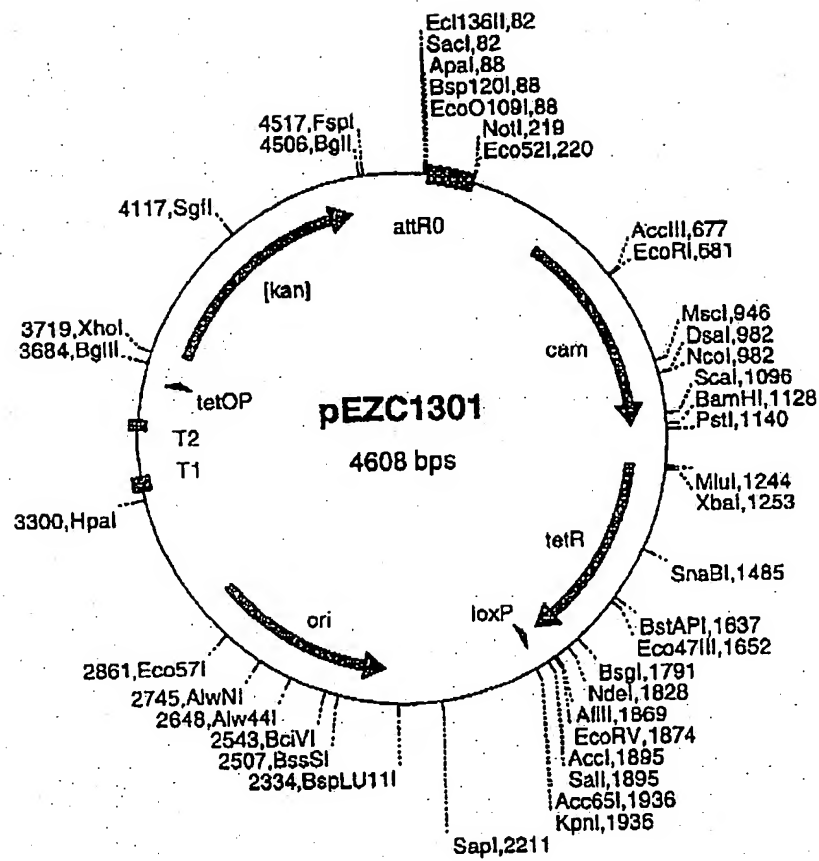 Ecl136II,82
SacI,82
ApaI,88
Bsp120I,88
EcoO109I,88
NotI,219
Eco52I,220
4517,FspI
4506,BglI
4117,SgfI
attR0
AccIII,677
EcoRI,681
[kan]
MscI,946
DsaI,982
NcoI,982
ScaI,1096
BamHI,1128
PstI,1140
cam
3719,XhoI
3684,BglII
tetOP
pEZC1301
4608 bps
T2
T1
MluI,1244
XbaI,1253
3300,HpaI
tetR
SnaBI,1485
loxP
ori
BstAPI,1637
Eco47III,1652
BsgI,1791
NdeI,1828
AflII,1869
EcoRV,1874
AccI,1895
SalI,1895
Acc65I,1936
KpnI,1936
2861,Eco57I
2745,AlwNI
2648,Alw44I
2543,BciVI
2507,BssSI
2334,BspLU11I
SapI,2211